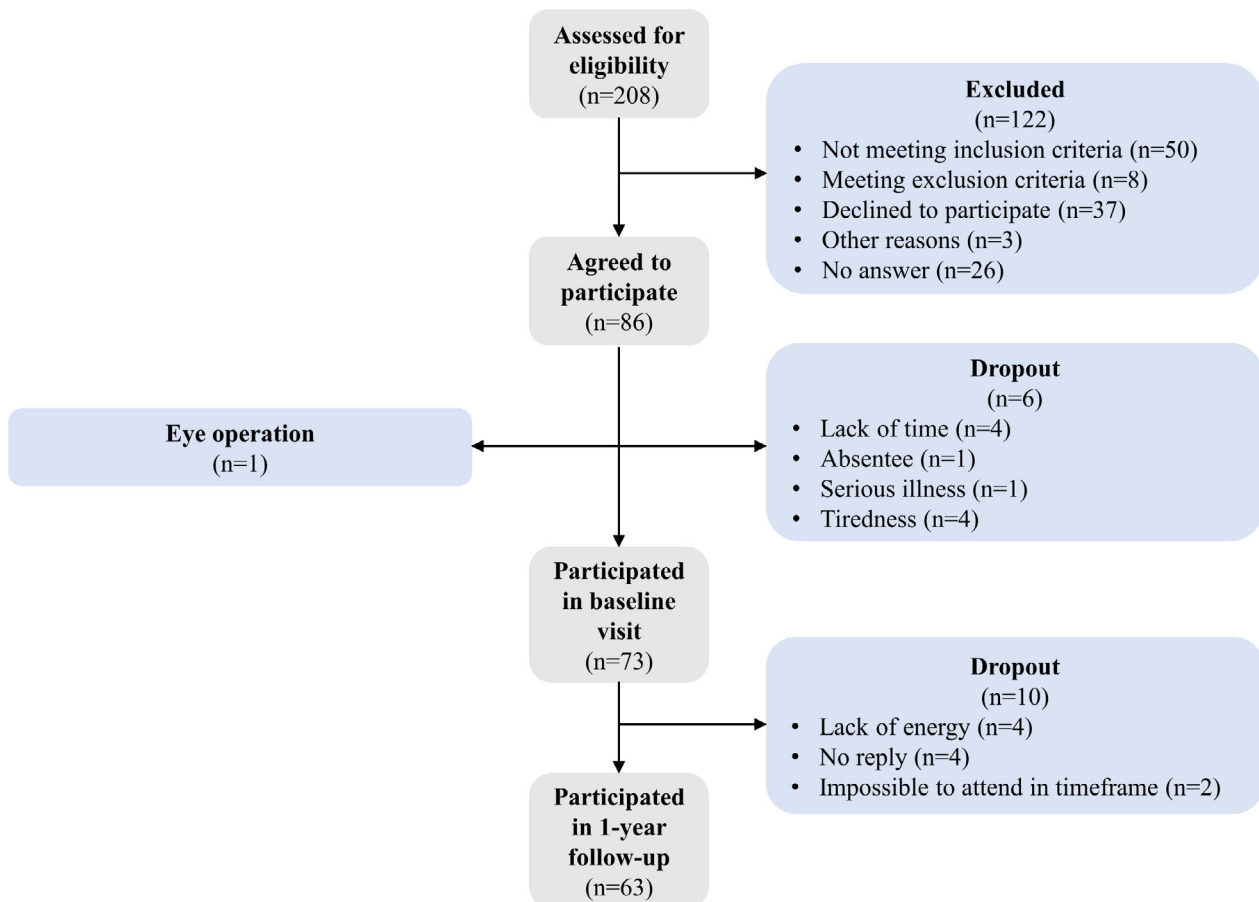 Assessed for
eligibility
(n=208)
Excluded
(n=122)
• Not meeting inclusion criteria (n=50)
• Meeting exclusion criteria (n=8)
• Declined to participate (n=37)
• Other reasons (n=3)
• No answer (n=26)
Agreed to
participate
(n=86)
Dropout
(n=6)
• Lack of time (n=4)
• Absentee (n=1)
• Serious illness (n=1)
• Tiredness (n=4)
Eye operation
(n=1)
Participated
in baseline
visit
(n=73)
Dropout
(n=10)
• Lack of energy (n=4)
• No reply (n=4)
• Impossible to attend in timeframe (n=2)
Participated
in 1-year
follow-up
(n=63)